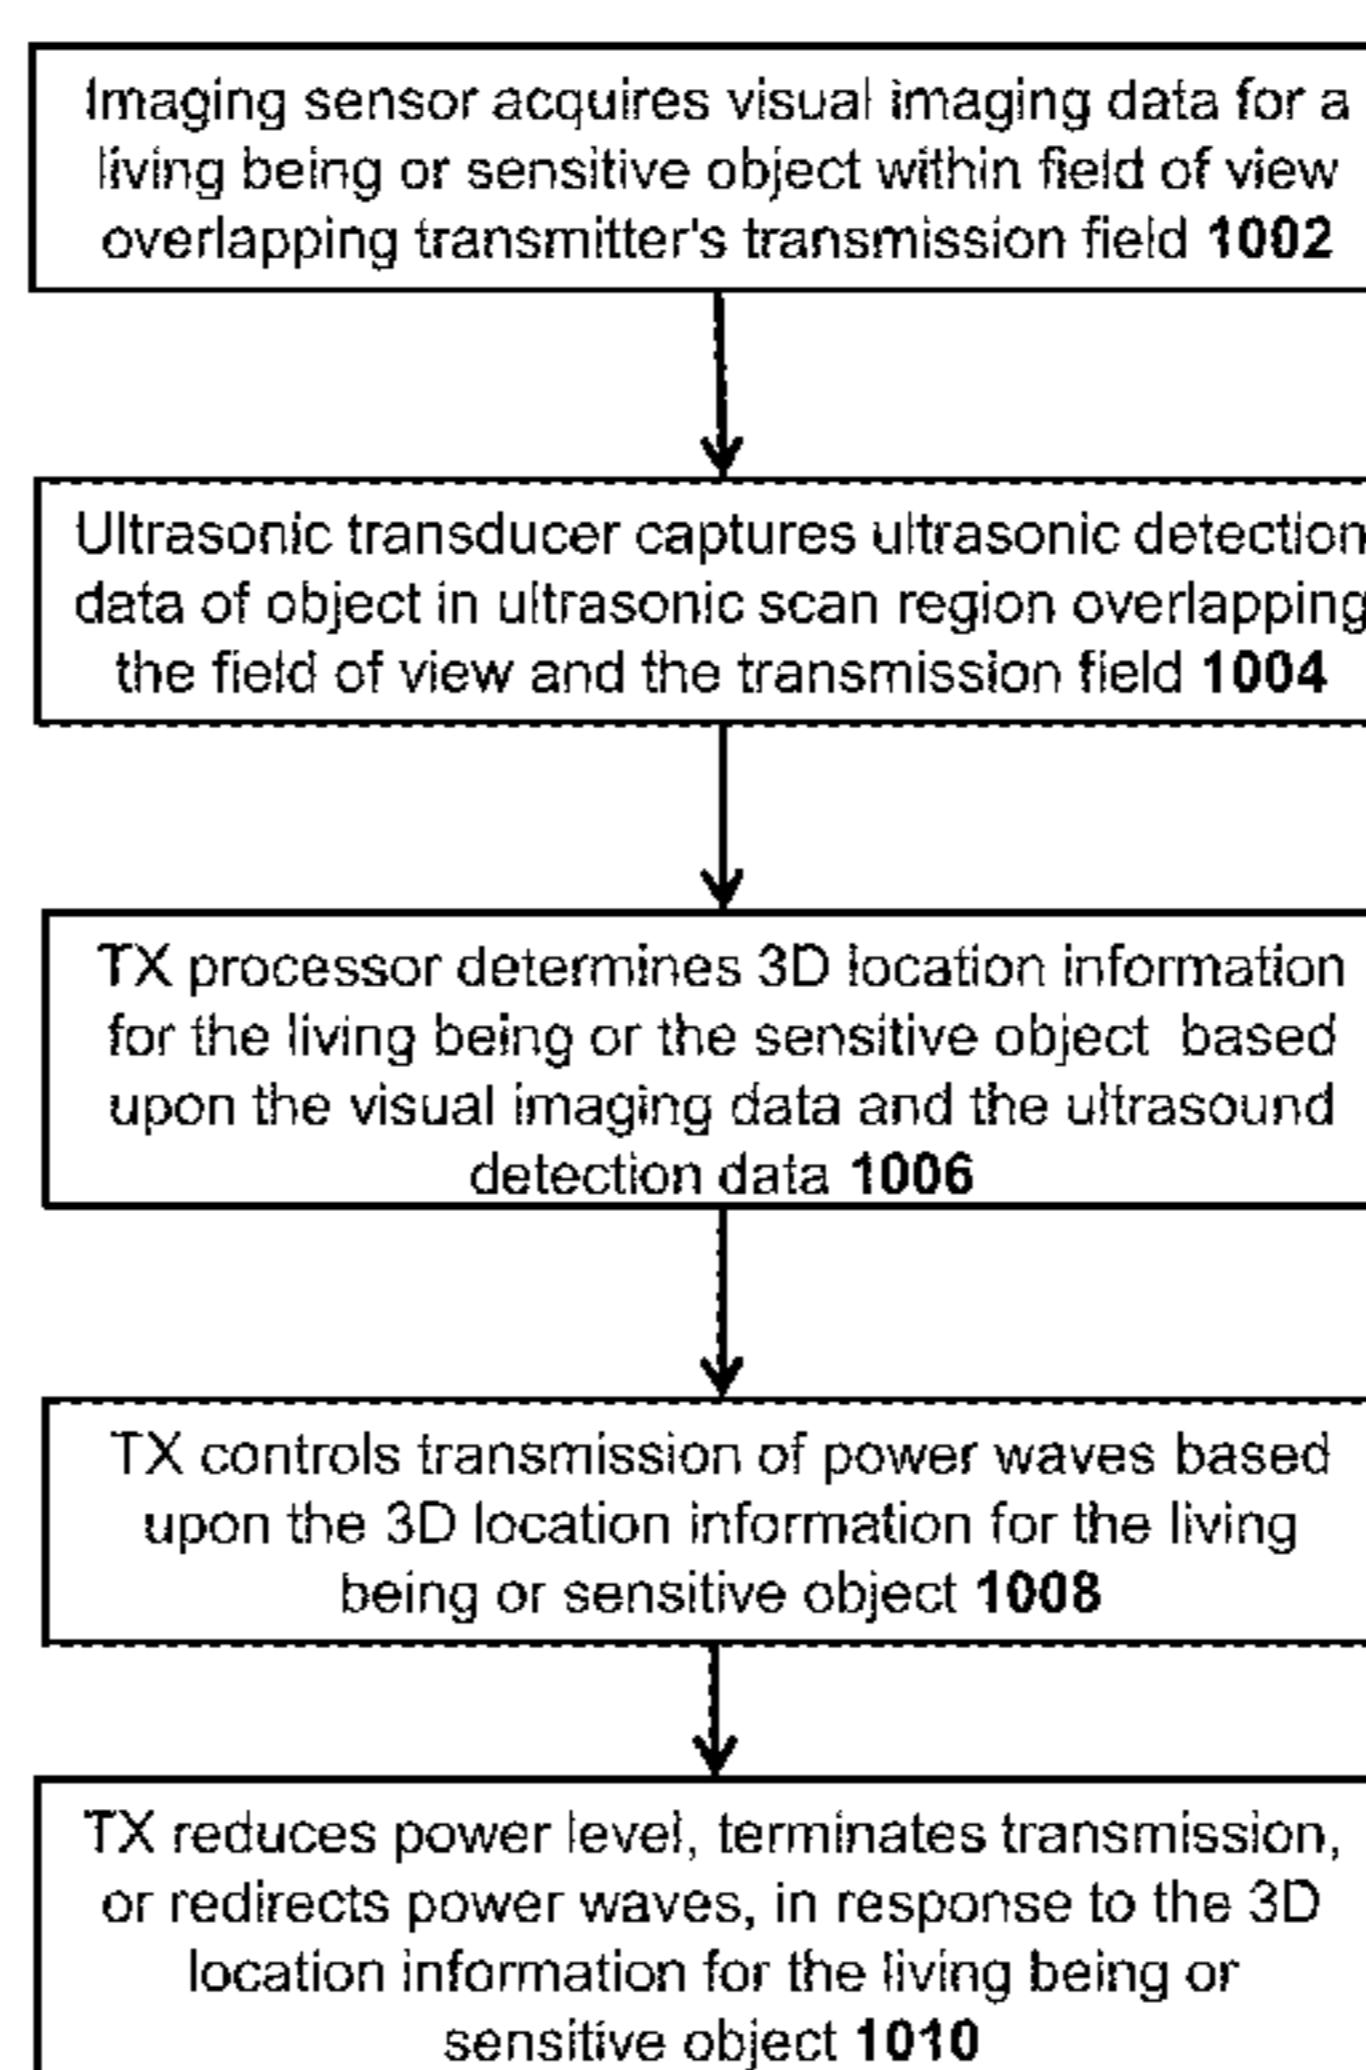 Imaging sensor acquires visual imaging data for a
living being or sensitive object within field of view
overlapping transmitter's transmission field 1002
Ultrasonic transducer captures ultrasonic detection
data of object in ultrasonic scan region overlapping
the field of view and the transmission field 1004
TX processor determines 3D location information
for the living being or the sensitive object based
upon the visual imaging data and the ultrasound
detection data 1006
TX controls transmission of power waves based
upon the 3D location information for the living
being or sensitive object 1008
TX reduces power level, terminates transmission,
or redirects power waves, in response to the 3D
location information for the living being or
sensitive object 1010